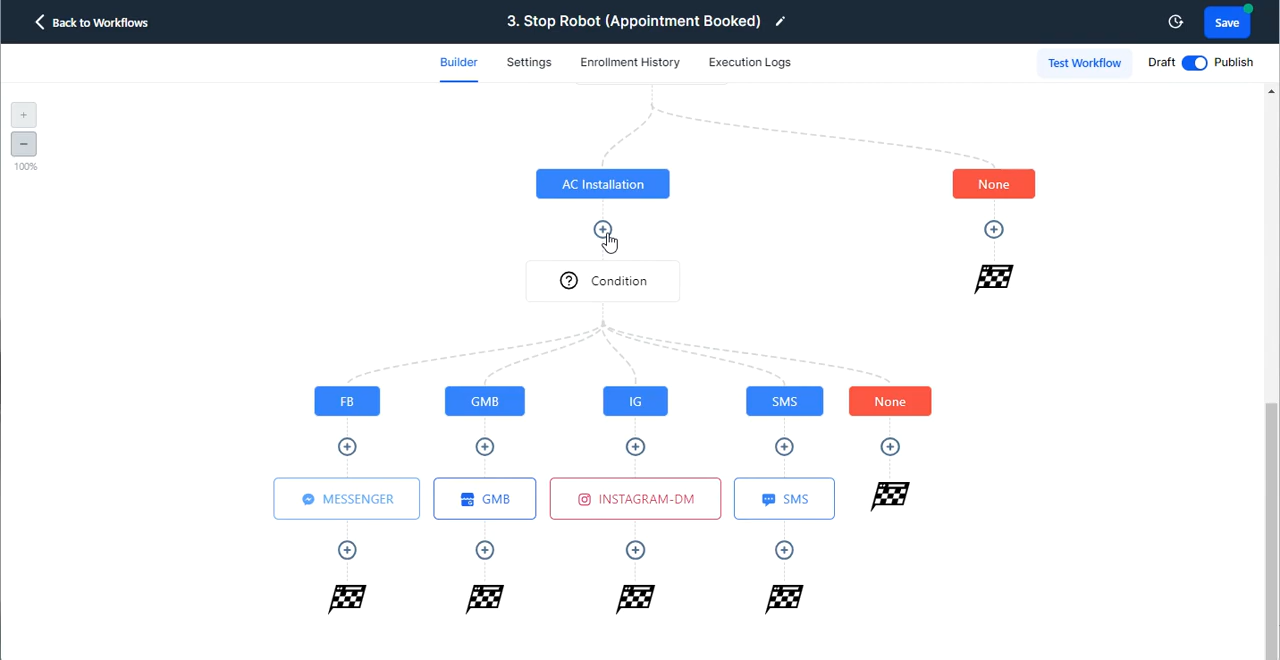 Back to Workflows
3. Stop Robot (Appointment Booked)
Save
Builder
Settings
Enrollment History
Execution Logs
Test Workflow
Draft
Publish
100%
AC Installation
None
Condition
FB
GMB
IG
SMS
None
MESSENGER
GMB
INSTAGRAM-DM
SMS